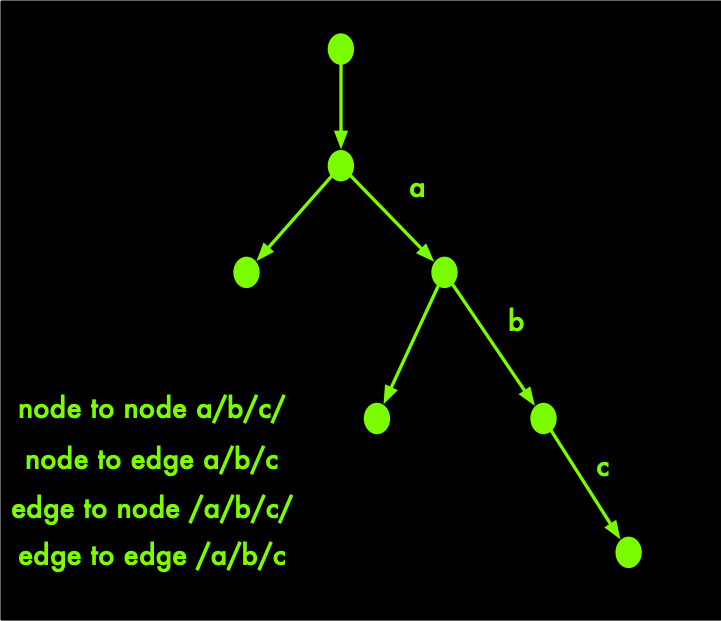 a
b
node to node a/b/c/
node to edge a/b/c
c
edge to node /a/b/c/
edge to edge /a/b/c